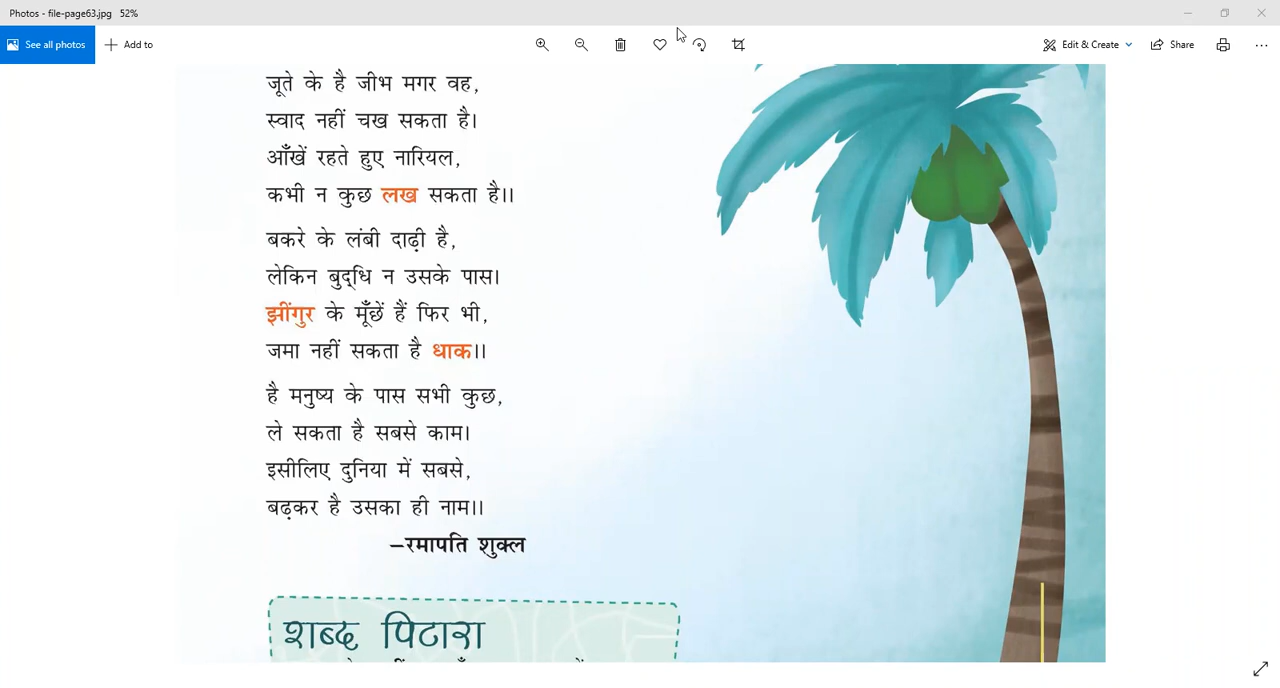 Photos - file-page63.jpg 52%
See all photos
Add to
Edit & Create
Share
जूते के है जीभ मगर वह,
स्वाद नहीं चख सकता है।
आँखें रहते हुए नारियल,
कभी न कुछ लख सकता है।।
बकरे के लंबी दाढ़ी है,
लेकिन बुद्‌धि न उसके पास।
झींगुर के मूँछें हैं फिर भी,
जमा नहीं सकता है धाक।।
है मनुष्य के पास सभी कुछ,
ले सकता है सबसे काम।
इसीलिए दुनिया में सबसे,
बढ़कर है उसका ही नाम।।
–रमापति शुक्ल
शब्द पिटारा